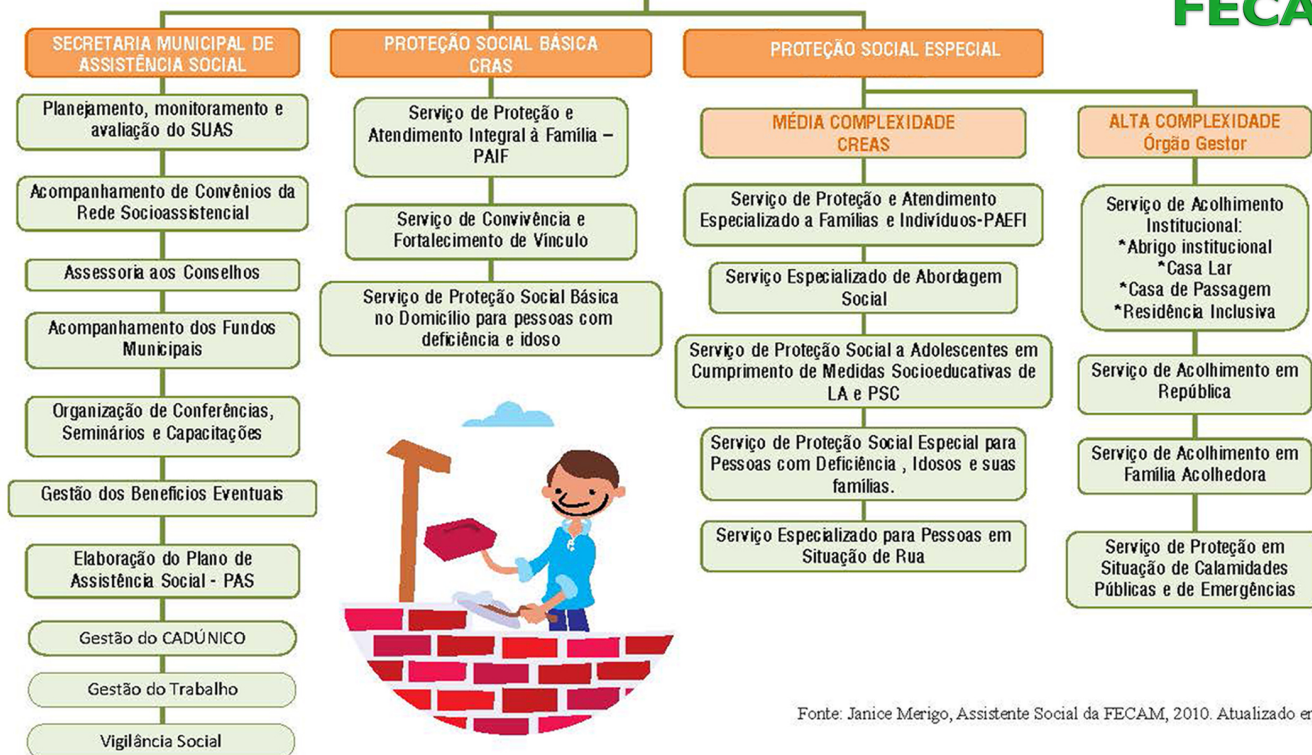 FECA
SECRETARIA MUNICIPAL DE
ASSISTÊNCIA SOCIAL
Planejamento, monitoramento e
avaliação do SUAS
Acompanhamento de Convênios da
Rede Socioassistencial
Assessoria aos Conselhos
Acompanhamento dos Fundos
Municipais
Organização de Conferências,
Seminários e Capacitações
Gestão dos Benefícios Eventuais
Elaboração do Plano de
Assistência Social - PAS
Gestão do CADÚNICO
Gestão do Trabalho
Vigilância Social
PROTEÇÃO SOCIAL BÁSICA
CRAS
Serviço de Proteção e
Atendimento Integral à Família –
PAIF
Serviço de Convivência e
Fortalecimento de Vínculo
Serviço de Proteção Social Básica
no Domicílio para pessoas com
deficiência e idoso
PROTEÇÃO SOCIAL ESPECIAL
MÉDIA COMPLEXIDADE
CREAS
Serviço de Proteção e Atendimento
Especializado a Famílias e Indivíduos-PAEFI
Serviço Especializado de Abordagem
Social
Serviço de Proteção Social a Adolescentes em
Cumprimento de Medidas Socioeducativas de
LA e PSC
Serviço de Proteção Social Especial para
Pessoas com Deficiência , Idosos e suas
famílias.
Serviço Especializado para Pessoas em
Situação de Rua
ALTA COMPLEXIDADE
Órgão Gestor
Serviço de Acolhimento
Institucional:
*Abrigo institucional
*Casa Lar
*Casa de Passagem
*Residência Inclusiva
Serviço de Acolhimento em
República
Serviço de Acolhimento em
Família Acolhedora
Serviço de Proteção em
Situação de Calamidades
Públicas e de Emergências
Fonte: Janice Merigo, Assistente Social da FECAM, 2010. Atualizado e